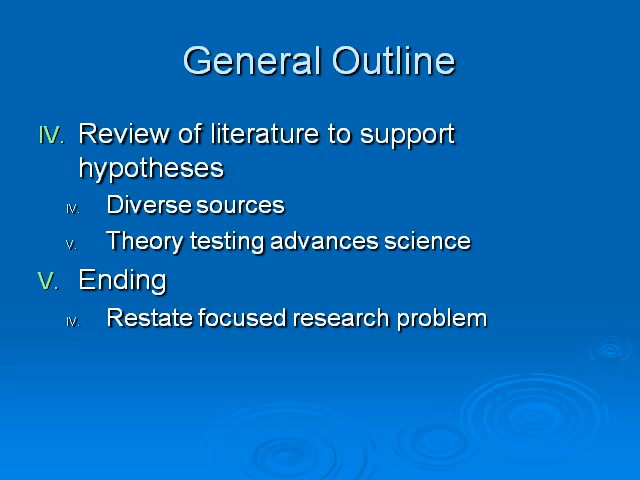 General Outline
IV. Review of literature to support
hypotheses
IV. Diverse sources
V. Theory testing advances science
V. Ending
IV. Restate focused research problem